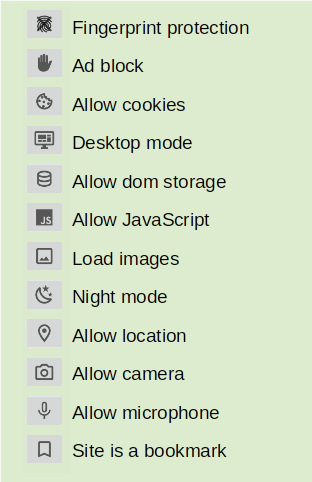 Fingerprint protection
Ad block
Allow cookies
Desktop mode
Allow dom storage
JS Allow JavaScript
Load images
Night mode
Allow location
Allow camera
Allow microphone
Site is a bookmark